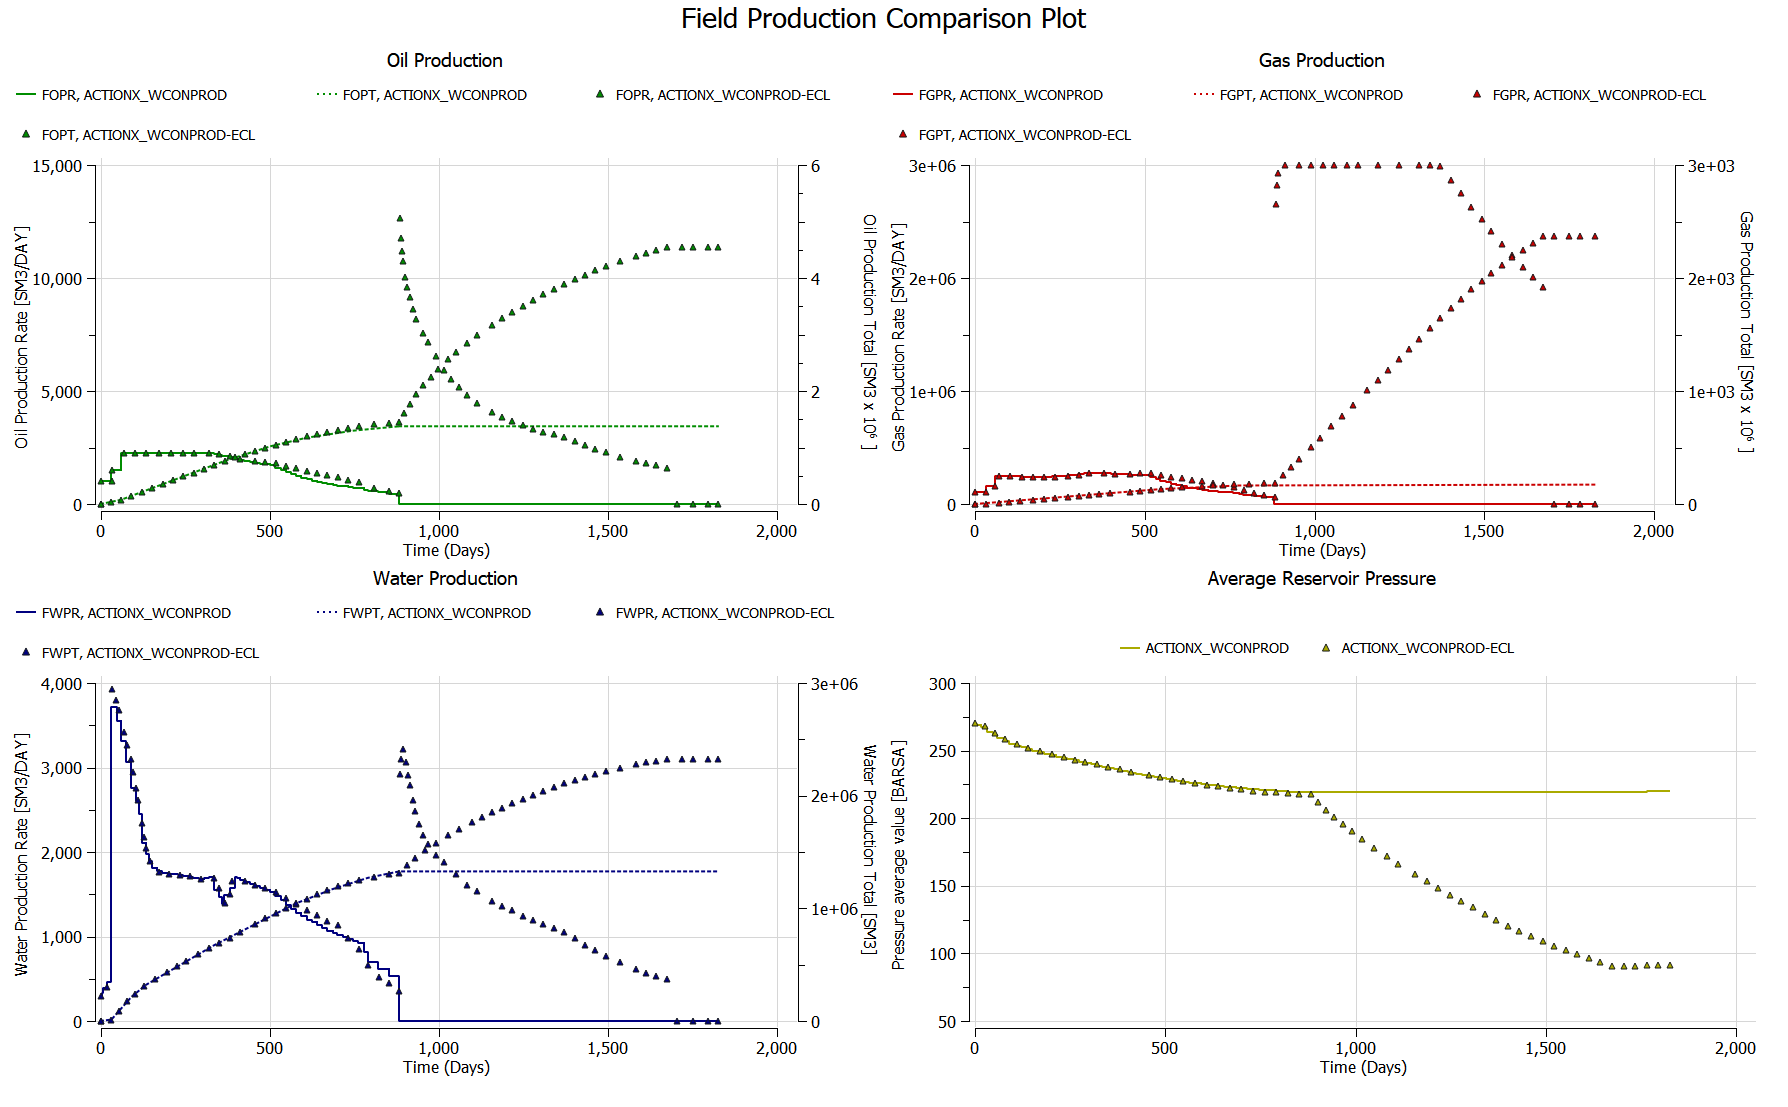 Field Production Comparison Plot
Oil Production
FOPR, ACTIONX_WCONPROD
FOPT, ACTIONX_WCONPROD
FOPR, ACTIONX_WCONPROD-ECL
FOPT, ACTIONX_WCONPROD-ECL
15,000
10,000
5,000
0
6
4
2
0
Oil Production Rate [SM3/DAY]
Oil Production Total [SM3 x 10⁶ ]
0
500
1,000
1,500
2,000
Time (Days)
Gas Production
FGPR, ACTIONX_WCONPROD
FGPT, ACTIONX_WCONPROD
FGPR, ACTIONX_WCONPROD-ECL
FGPT, ACTIONX_WCONPROD-ECL
3e+06
2e+06
1e+06
0
3e+03
2e+03
1e+03
0
Gas Production Rate [SM3/DAY]
Gas Production Total [SM3 x 10⁶ ]
0
500
1,000
1,500
2,000
Time (Days)
Water Production
FWPR, ACTIONX_WCONPROD
FWPT, ACTIONX_WCONPROD
FWPR, ACTIONX_WCONPROD-ECL
FWPT, ACTIONX_WCONPROD-ECL
4,000
3,000
2,000
1,000
0
3e+06
2e+06
1e+06
0
Water Production Rate [SM3/DAY]
Water Production Total [SM3]
0
500
1,000
1,500
2,000
Time (Days)
Average Reservoir Pressure
ACTIONX_WCONPROD
ACTIONX_WCONPROD-ECL
300
250
200
150
100
50
Pressure average value [BARSA]
0
500
1,000
1,500
2,000
Time (Days)